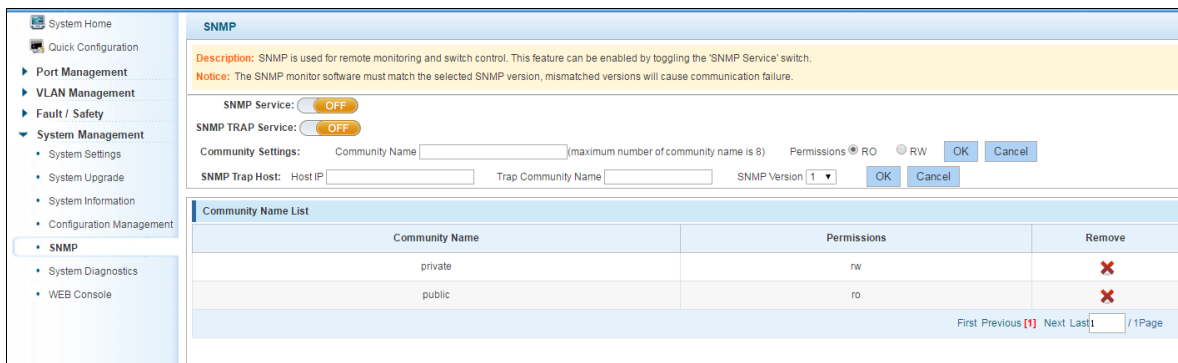 System Home
Quick Configuration
Port Management
VLAN Management
Fault / Safety
System Management
System Settings
System Upgrade
System Information
Configuration Management
SNMP
System Diagnostics
WEB Console
SNMP
Description: SNMP is used for remote monitoring and switch control. This feature can be enabled by toggling the 'SNMP Service' switch.
Notice: The SNMP monitor software must match the selected SNMP version, mismatched versions will cause communication failure.
SNMP Service: OFF
SNMP TRAP Service: OFF
Community Settings: Community Name (maximum number of community name is 8) Permissions RO RW OK Cancel
SNMP Trap Host: Host IP Trap Community Name SNMP Version 1 OK Cancel
Community Name List
Community Name Permissions Remove
private rw
public ro
First Previous [1] Next Last 1 / 1Page